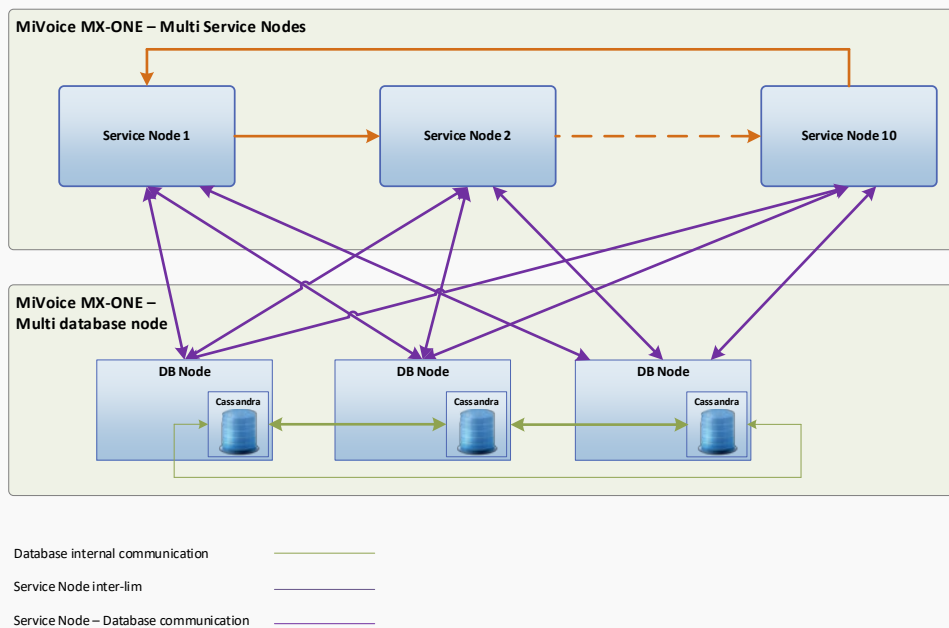 MiVoice MX-ONE – Multi Service Nodes
Service Node 1
Service Node 2
Service Node 10
MiVoice MX-ONE –
Multi database node
DB Node
DB Node
DB Node
Cassandra
Cassandra
Cassandra
Database internal communication
Service Node inter-lim
Service Node – Database communication